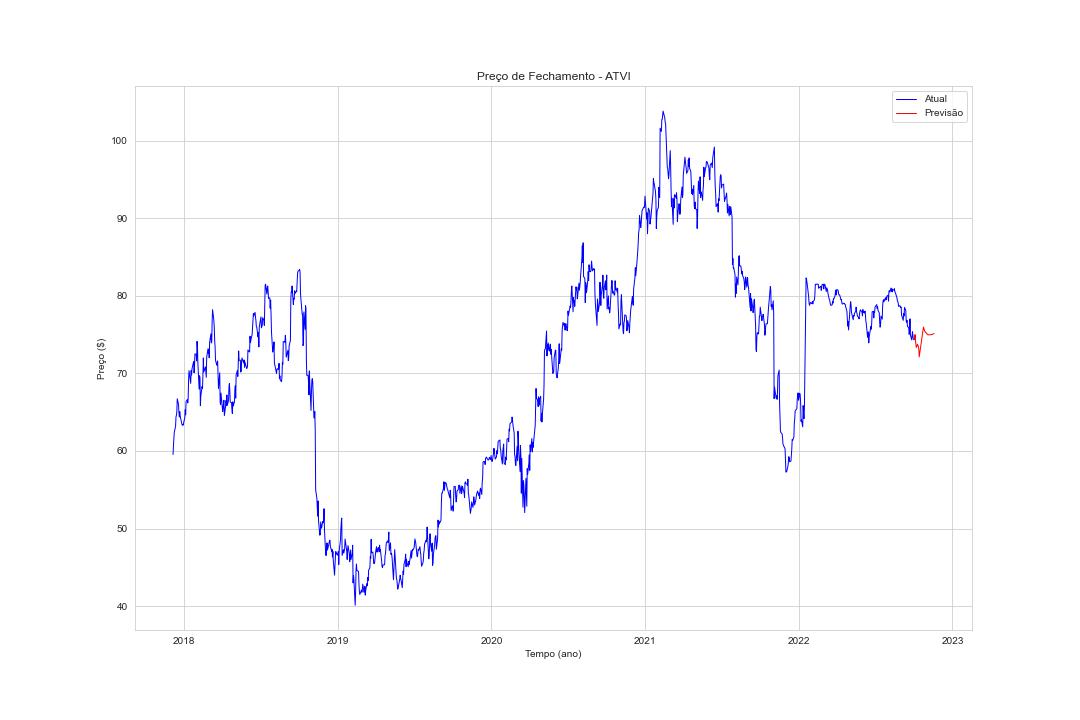 Preço de Fechamento - ATVI
Atual
Previsão
100
90
80
70
60
50
40
Preço ($)
2018 2019 2020 2021 2022 2023
Tempo (ano)